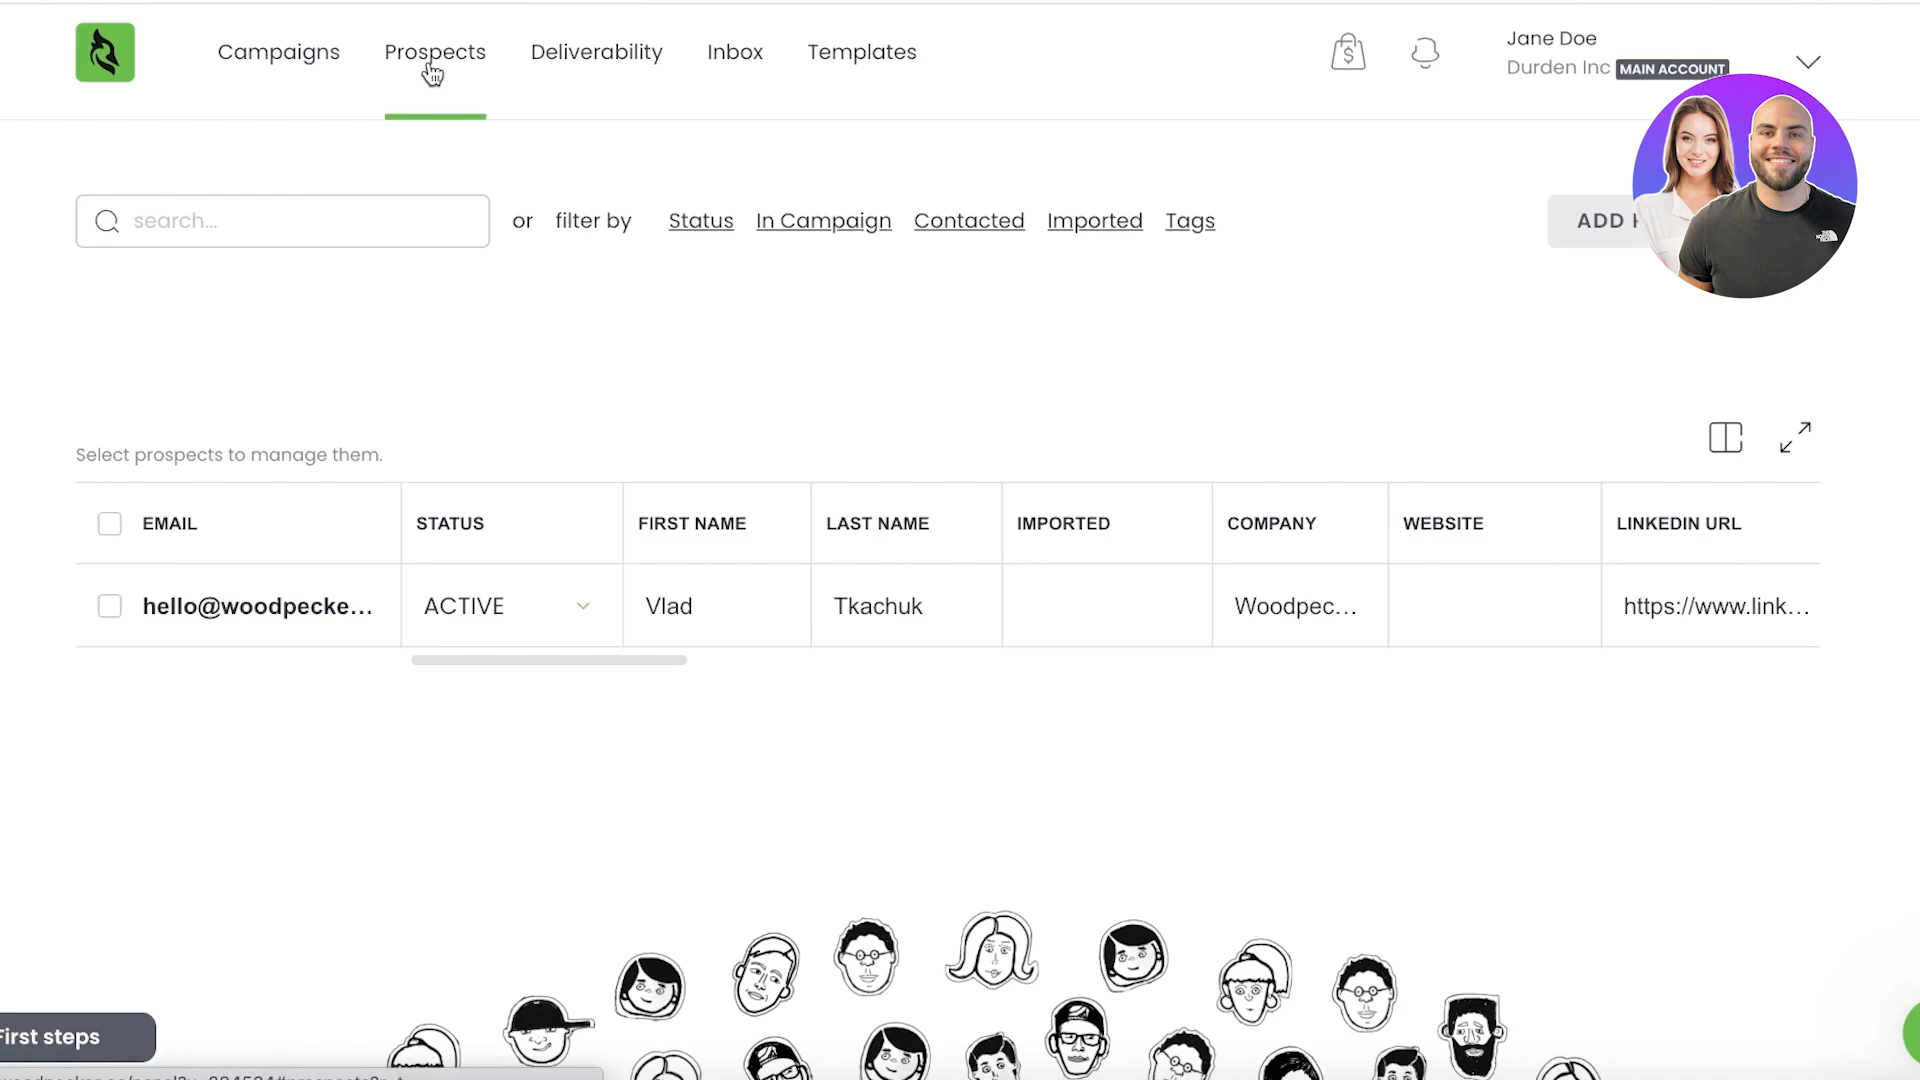 Campaigns Prospects Deliverability Inbox Templates
Jane Doe
Durden Inc MAIN ACCOUNT
search...
or filter by Status In Campaign Contacted Imported Tags
ADD
Select prospects to manage them.
EMAIL STATUS FIRST NAME LAST NAME IMPORTED COMPANY WEBSITE LINKEDIN URL
hello@woodpecke... ACTIVE Vlad Tkachuk Woodpec... https://www.link...
First steps